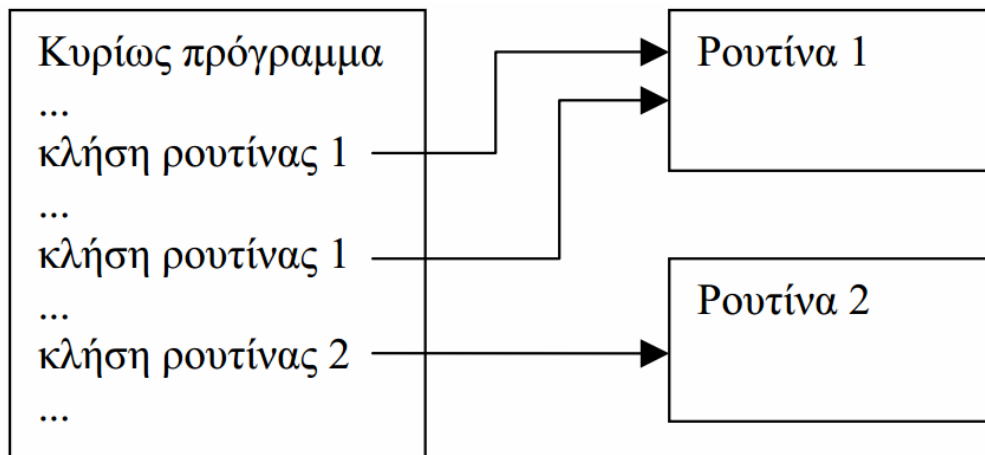 Κυρίως πρόγραμμα
...
κλήση ρουτίνας 1
...
κλήση ρουτίνας 1
...
κλήση ρουτίνας 2
...
Ρουτίνα 1
Ρουτίνα 2